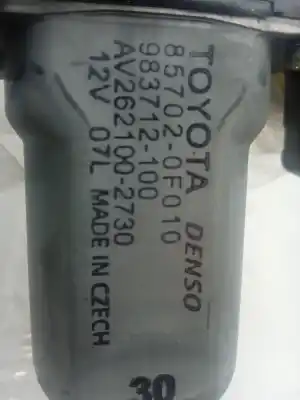 TOYOTA DENSO
85702-0F010
983712-100
AV262100-2730
12V 07L MADE IN CZECH
30